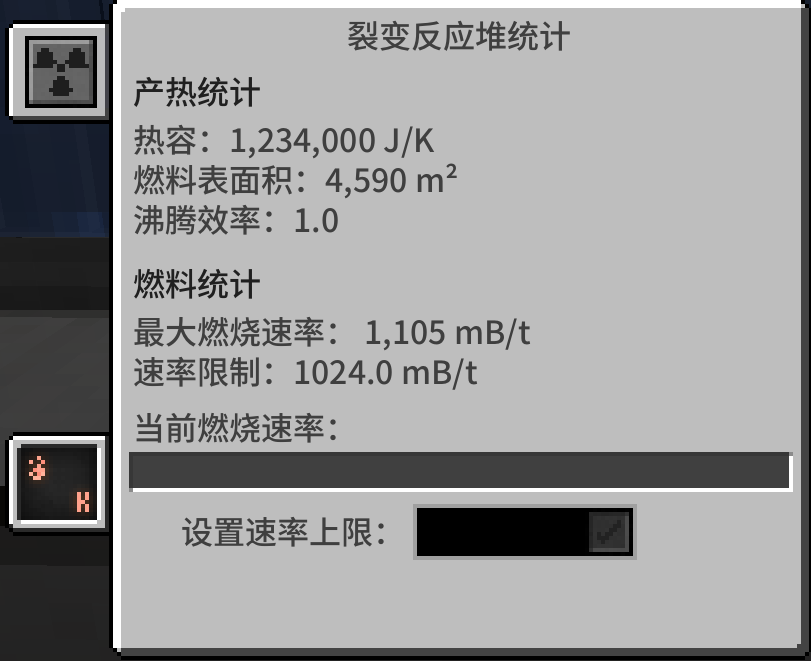 裂变反应堆统计
产热统计
热容：1,234,000 J/K
燃料表面积：4,590 m²
沸腾效率：1.0
燃料统计
最大燃烧速率： 1,105 mB/t
速率限制：1024.0 mB/t
当前燃烧速率：
设置速率上限：
K